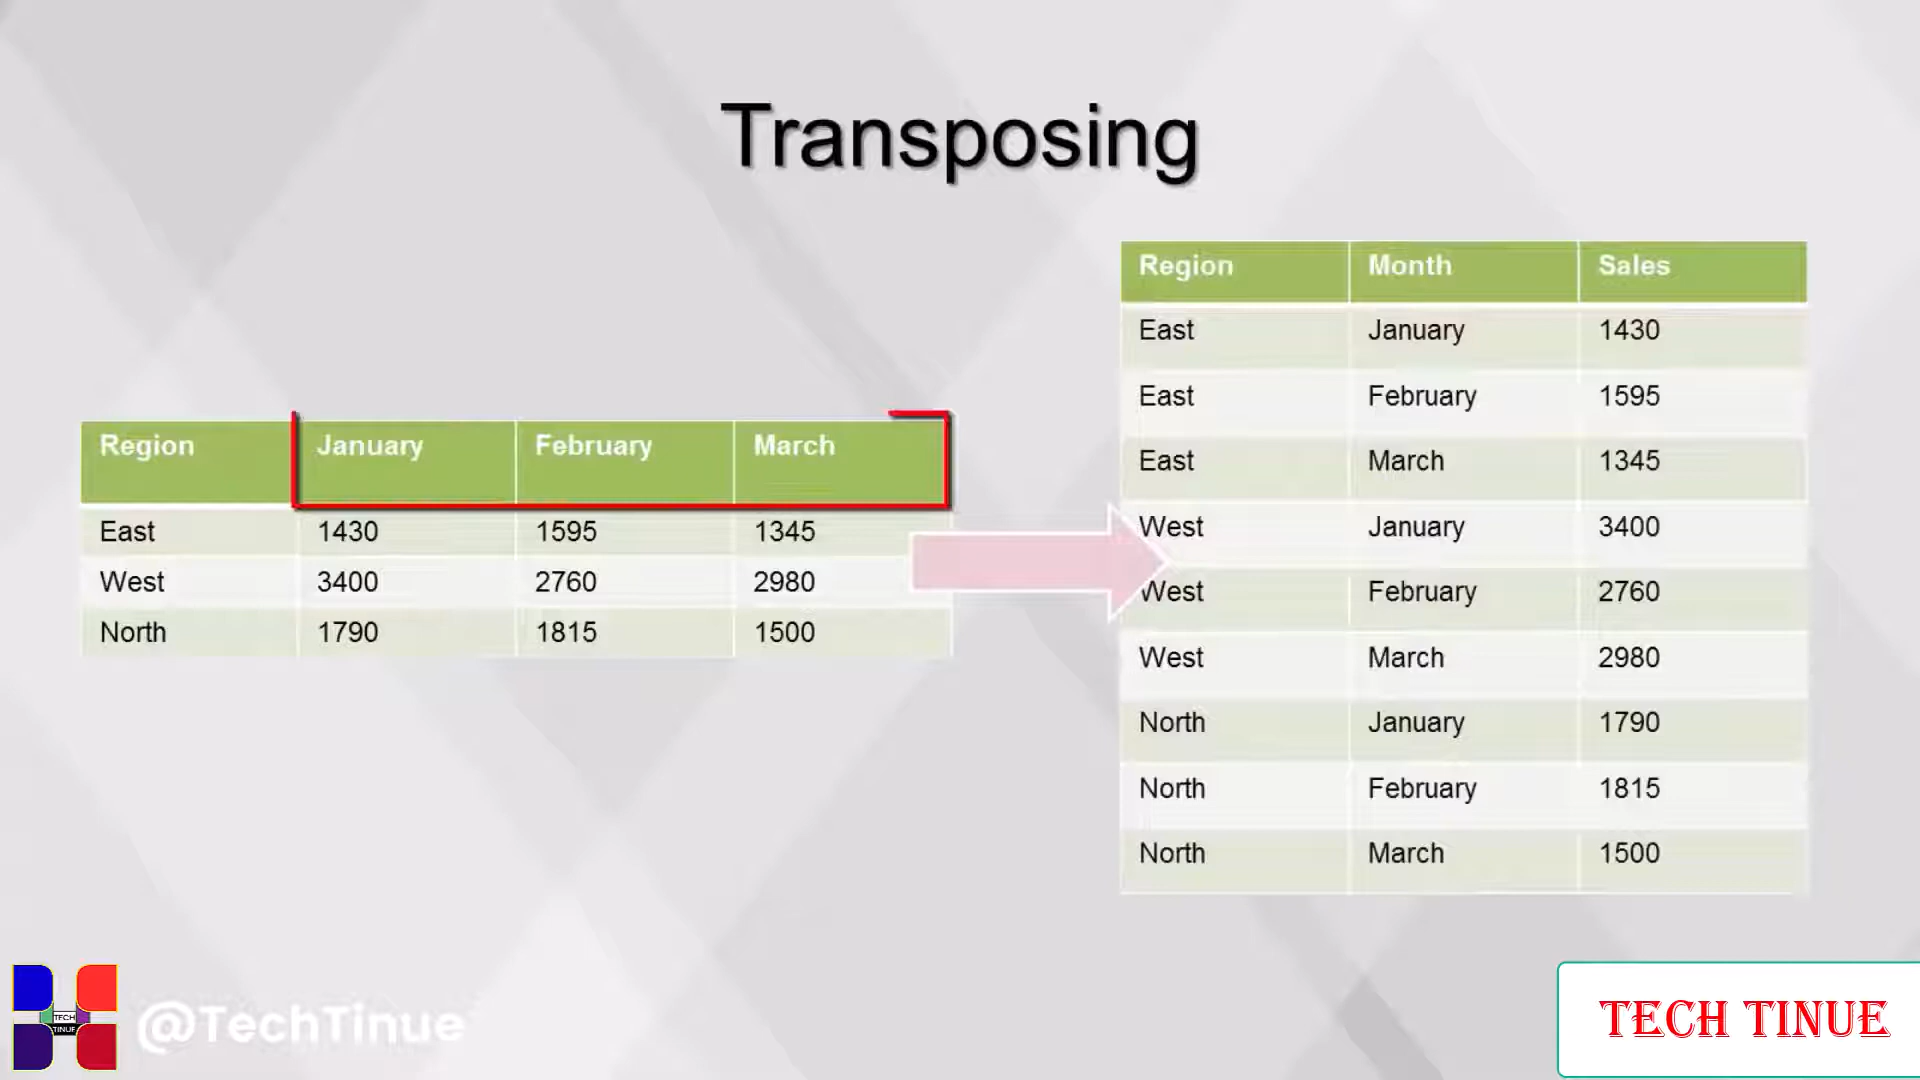 Transposing
Region January February March
East 1430 1595 1345
West 3400 2760 2980
North 1790 1815 1500
Region Month Sales
East January 1430
East February 1595
East March 1345
West January 3400
West February 2760
West March 2980
North January 1790
North February 1815
North March 1500
TECH
TINUE
@TechTinue
TECH TINUE